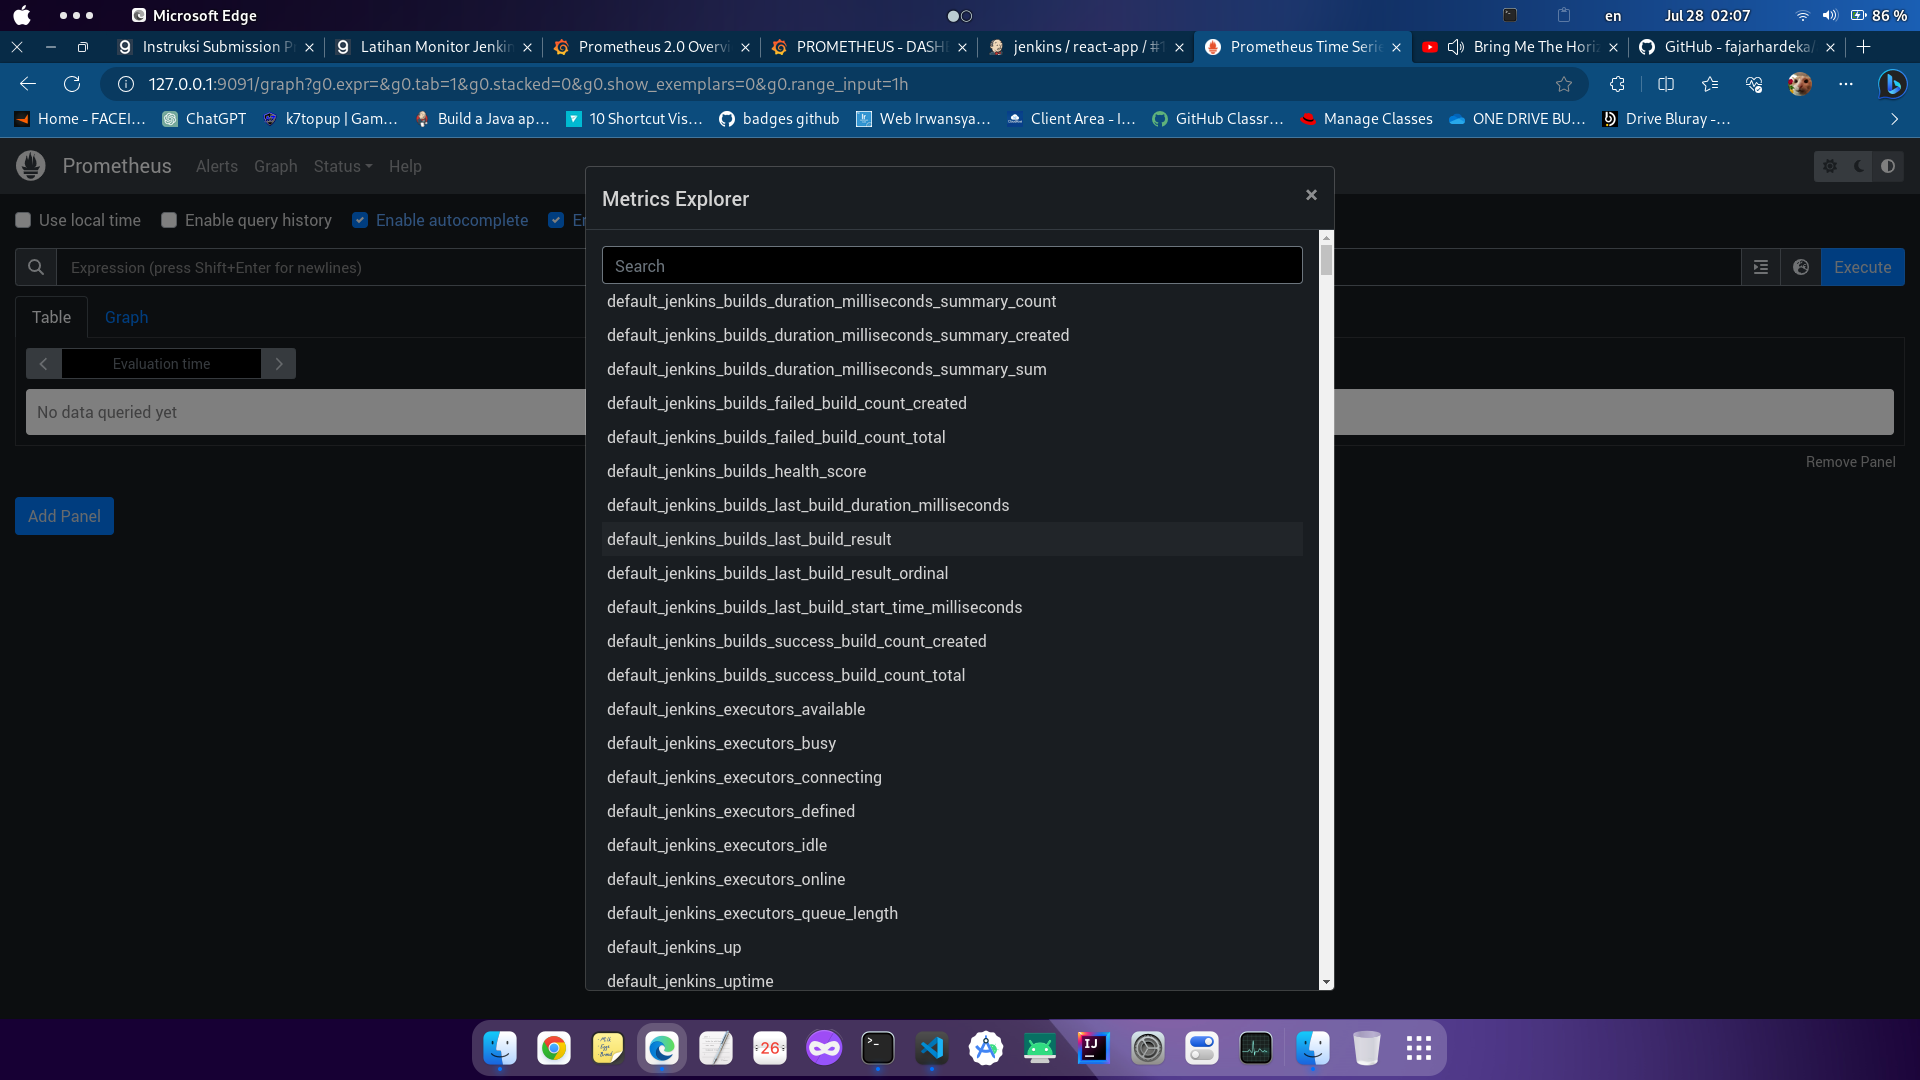 Microsoft Edge
en
Jul 28 02:07
86 %
Instruksi Submission P
Latihan Monitor Jenkin
Prometheus 2.0 Overvi
PROMETHEUS - DASH
jenkins / react-app / #1
Prometheus Time Serie
Bring Me The Horiz
GitHub - fajarhardeka/
127.0.0.1:9091/graph?g0.expr=&g0.tab=1&g0.stacked=0&g0.show_exemplars=0&g0.range_input=1h
Home - FACEI...
ChatGPT
k7topup | Gam...
Build a Java ap...
10 Shortcut Vis...
badges github
Web Irwansya...
Client Area - I...
GitHub Classr...
Manage Classes
ONE DRIVE BU...
Drive Bluray -...
Prometheus
Alerts
Graph
Status
Help
Use local time
Enable query history
Enable autocomplete
Expression (press Shift+Enter for newlines)
Execute
Table
Graph
Evaluation time
No data queried yet
Remove Panel
Add Panel
Metrics Explorer
×
Search
default_jenkins_builds_duration_milliseconds_summary_count
default_jenkins_builds_duration_milliseconds_summary_created
default_jenkins_builds_duration_milliseconds_summary_sum
default_jenkins_builds_failed_build_count_created
default_jenkins_builds_failed_build_count_total
default_jenkins_builds_health_score
default_jenkins_builds_last_build_duration_milliseconds
default_jenkins_builds_last_build_result
default_jenkins_builds_last_build_result_ordinal
default_jenkins_builds_last_build_start_time_milliseconds
default_jenkins_builds_success_build_count_created
default_jenkins_builds_success_build_count_total
default_jenkins_executors_available
default_jenkins_executors_busy
default_jenkins_executors_connecting
default_jenkins_executors_defined
default_jenkins_executors_idle
default_jenkins_executors_online
default_jenkins_executors_queue_length
default_jenkins_up
default_jenkins_uptime
26
IJ